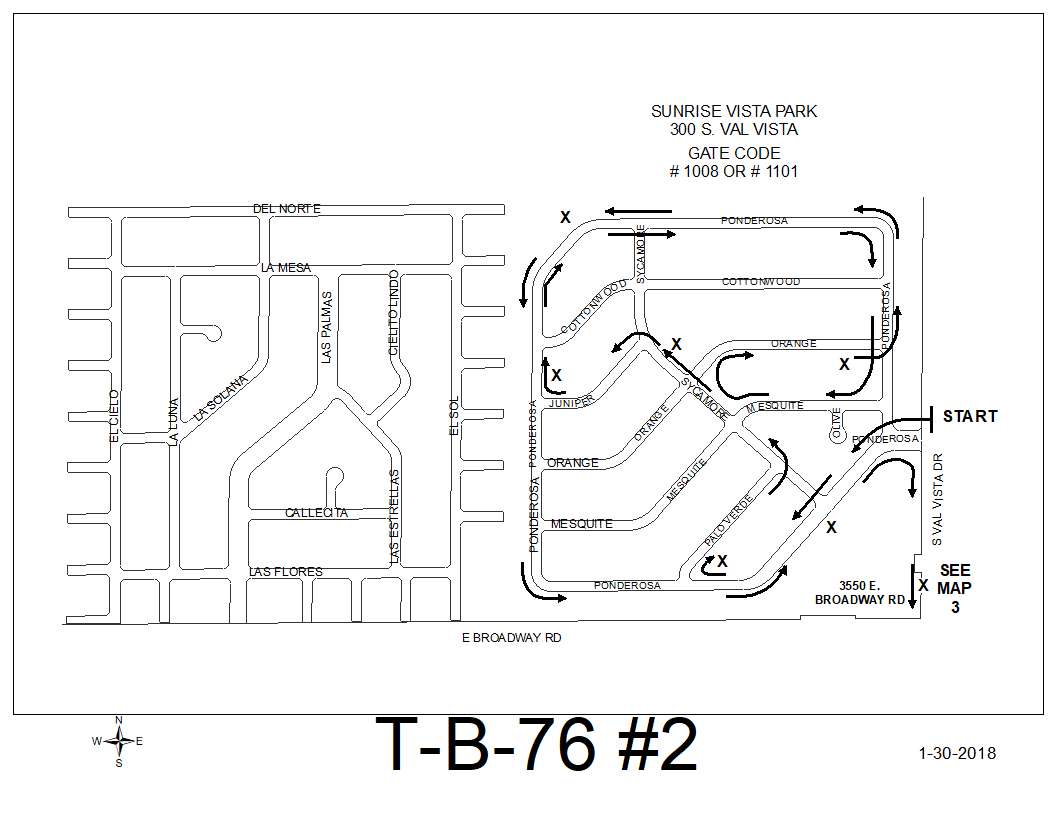 SUNRISE VISTA PARK
300 S. VAL VISTA
GATE CODE
# 1008 OR # 1101
DEL NORTE
X
PONDEROSA
SYCAMORE
LA MESA
COTTONWOOD
COTTONWOOD
LAS PALMAS
CIELITO LINDO
PONDEROSA
ORANGE
X
X
X
LA SOLANA
SYCAMORE
JUNIPER
MESQUITE
EL CIELO
LA LUNA
EL SOL
PONDEROSA
ORANGE
OLIVE
START
PONDEROSA
ORANGE
MESQUITE
S VAL VISTA DR
PONDEROSA
LAS ESTRELLAS
CALLECITA
MESQUITE
PALO VERDE
X
X
LAS FLORES
PONDEROSA
3550 E.
BROADWAY RD
X
SEE
MAP
3
E BROADWAY RD
N
W E
S
T-B-76 #2
1-30-2018